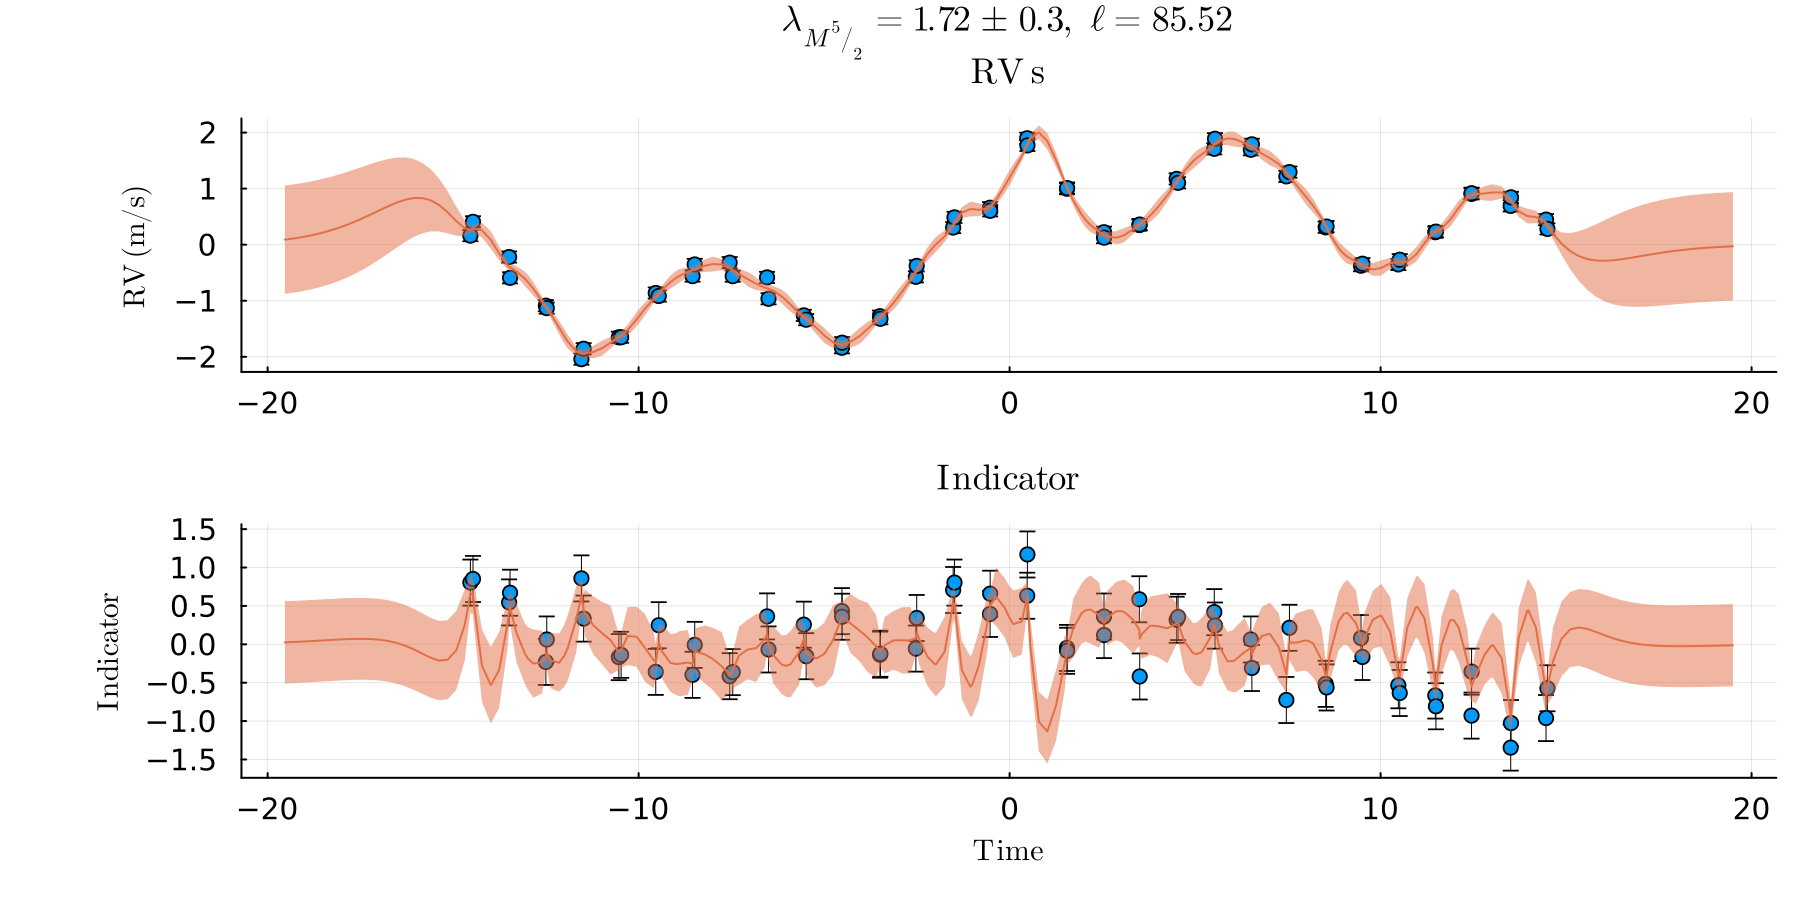 λ_{M^5/_2} = 1.72 ± 0.3, ℓ = 85.52
RVs
RV (m/s)
2
1
0
−1
−2
−20 −10 0 10 20
Indicator
Indicator
1.5
1.0
0.5
0.0
−0.5
−1.0
−1.5
−20 −10 0 10 20
Time